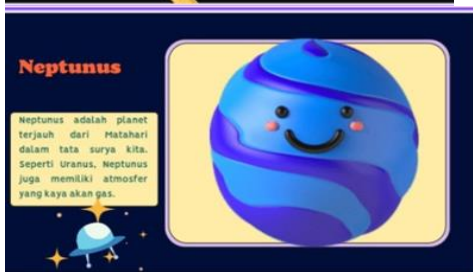 Neptunus
Neptunus adalah planet
terjauh dari Matahari
dalam tata surya kita.
Seperti Uranus, Neptunus
juga memiliki atmosfer
yang kaya akan gas.